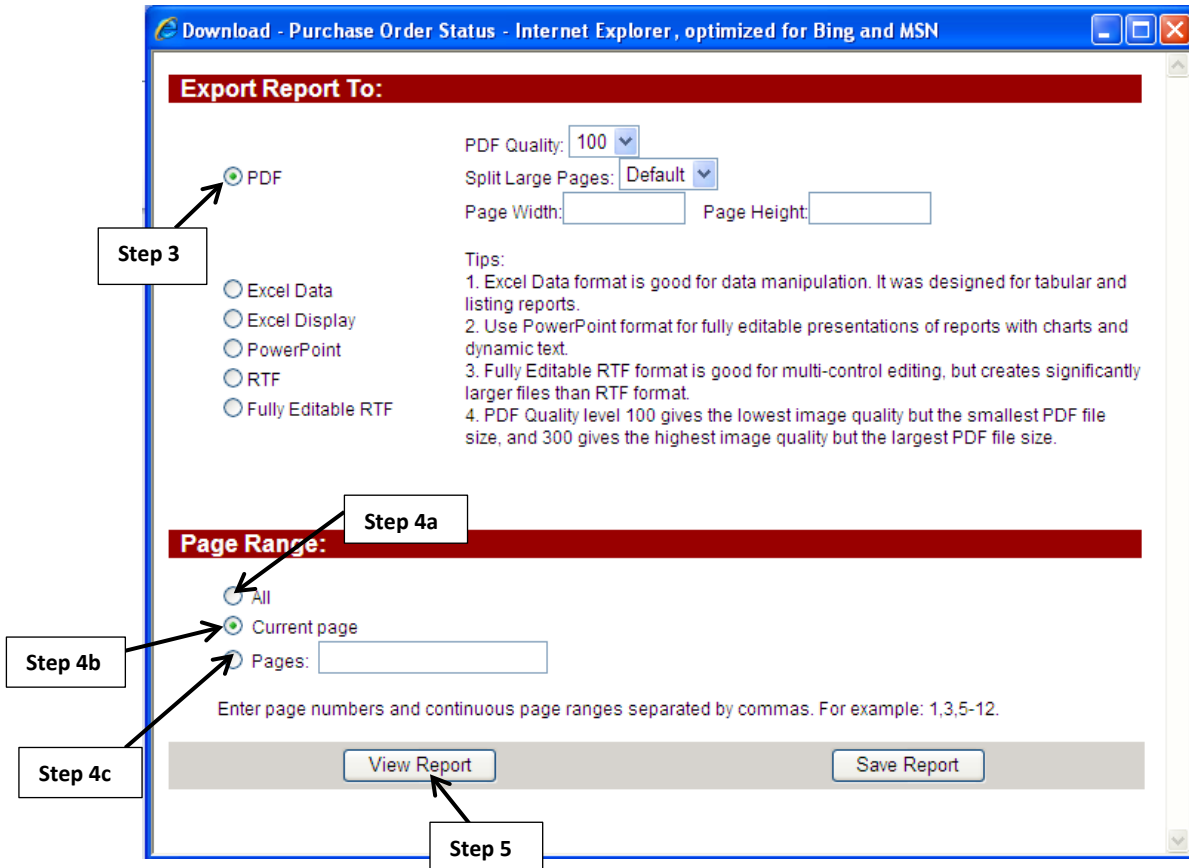 Download - Purchase Order Status - Internet Explorer, optimized for Bing and MSN
Export Report To:
PDF Quality: 100
PDF
Split Large Pages: Default
Page Width: Page Height:
Step 3
Tips:
1. Excel Data format is good for data manipulation. It was designed for tabular and
listing reports.
2. Use PowerPoint format for fully editable presentations of reports with charts and
dynamic text.
3. Fully Editable RTF format is good for multi-control editing, but creates significantly
larger files than RTF format.
4. PDF Quality level 100 gives the lowest image quality but the smallest PDF file
size, and 300 gives the highest image quality but the largest PDF file size.
Excel Data
Excel Display
PowerPoint
RTF
Fully Editable RTF
Step 4a
Page Range:
All
Current page
Step 4b
Pages:
Enter page numbers and continuous page ranges separated by commas. For example: 1,3,5-12.
Step 4c
View Report
Save Report
Step 5